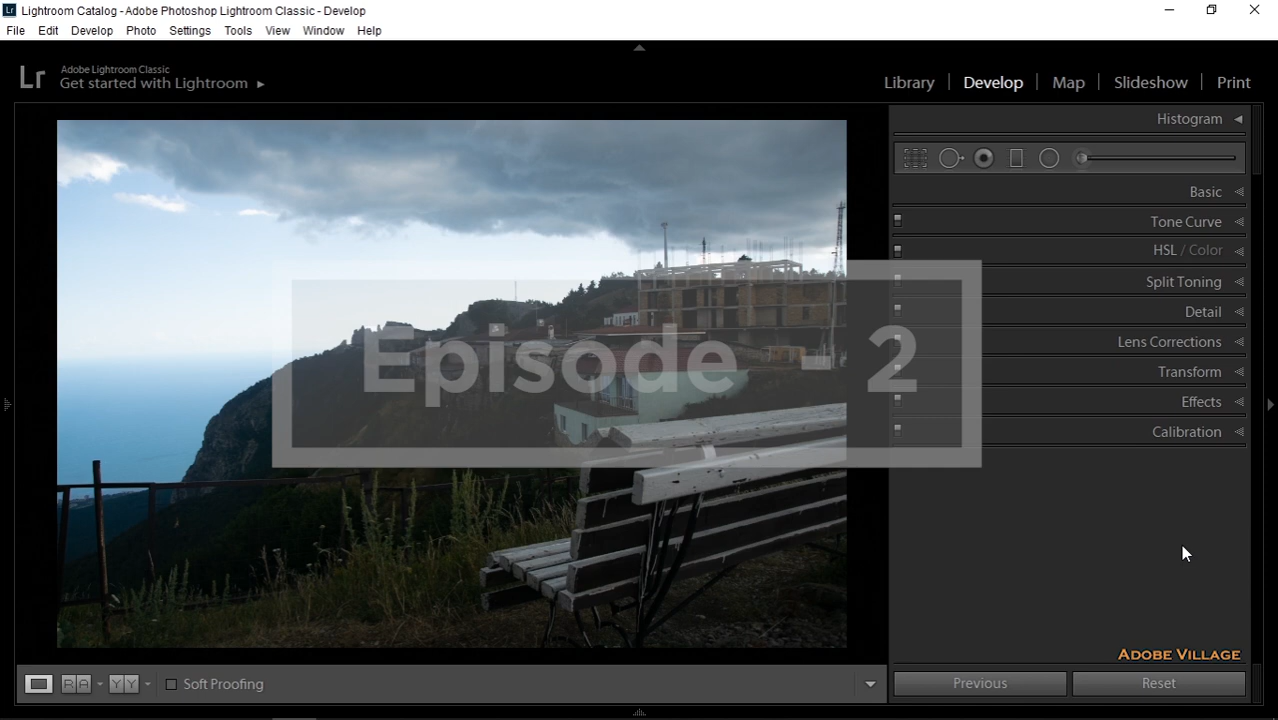 Lr Lightroom Catalog - Adobe Photoshop Lightroom Classic - Develop
File Edit Develop Photo Settings Tools View Window Help
Lr Adobe Lightroom Classic
Get started with Lightroom
Library Develop Map Slideshow Print
Histogram
Basic
Tone Curve
HSL / Color
Split Toning
Detail
Lens Corrections
Transform
Effects
Calibration
Episode - 2
Adobe Village
R A Y Y Soft Proofing
Previous Reset